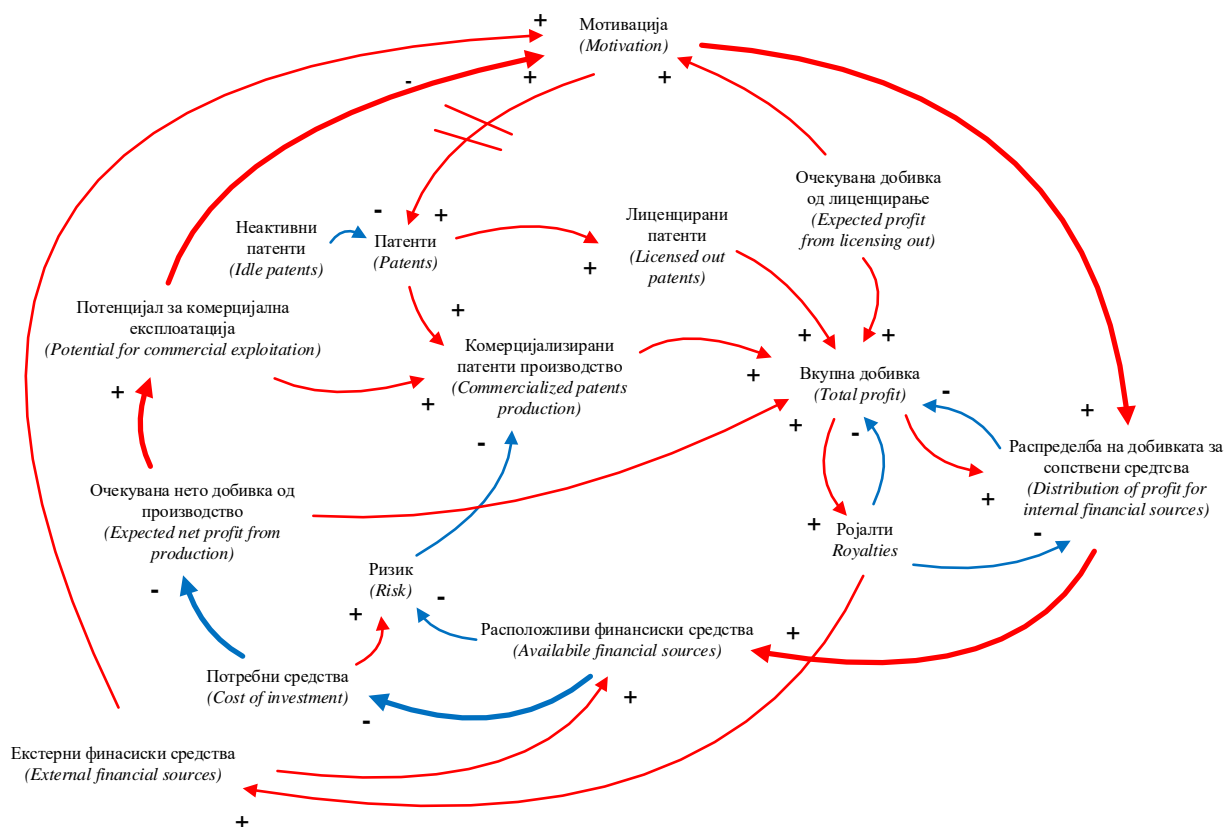 Мотивација
(Motivation)
Очекувана добивка
од лиценцирање
(Expected profit
from licensing out)
Неактивни
патенти
(Idle patents)
Патенти
(Patents)
Лиценцирани
патенти
(Licensed out
patents)
Потенцијал за комерцијална
експлоатација
(Potential for commercial exploitation)
Комерцијализирани
патенти производство
(Commercialized patents
production)
Вкупна добивка
(Total profit)
Распределба на добивката за
сопствени средтсва
(Distribution of profit for
internal financial sources)
Очекувана нето добивка од
производство
(Expected net profit from
production)
Ројалти
Royalties
Ризик
(Risk)
Расположливи финансиски средства
(Availabile financial sources)
Потребни средства
(Cost of investment)
Екстерни финасиски средства
(External financial sources)